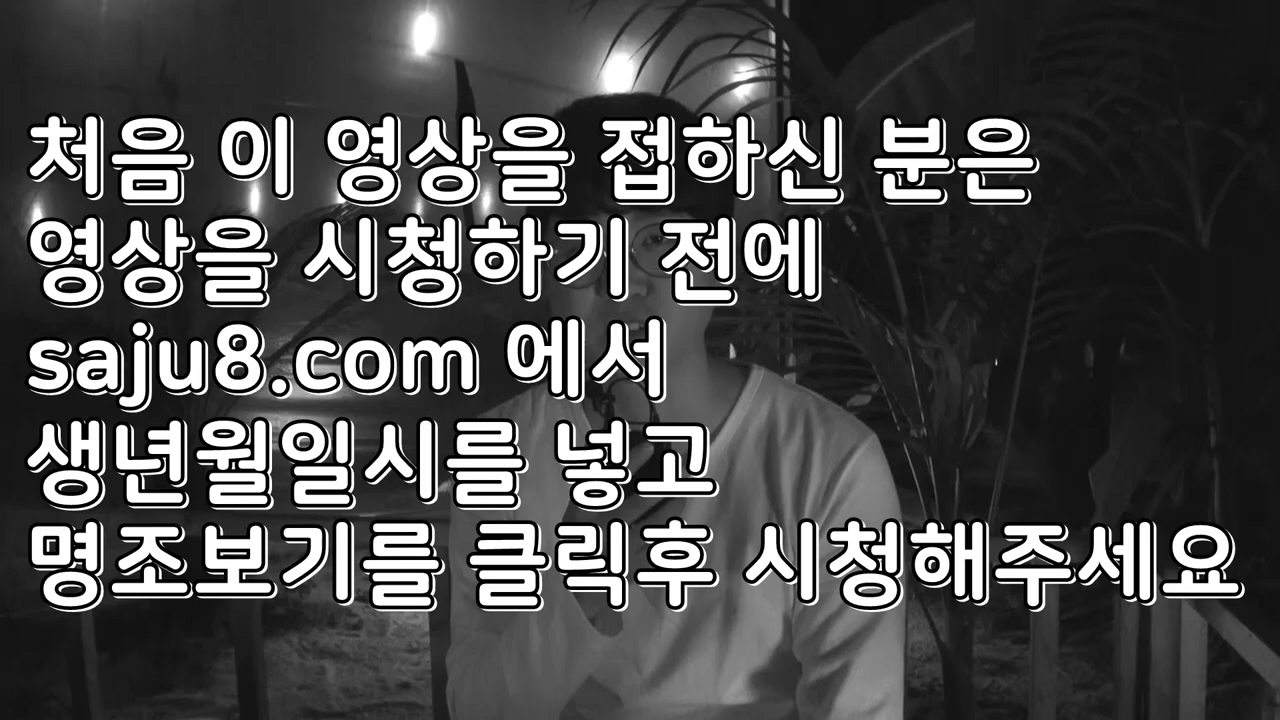 처음 이 영상을 접하신 분은
영상을 시청하기 전에
saju8.com 에서
생년월일시를 넣고
명조보기를 클릭후 시청해주세요